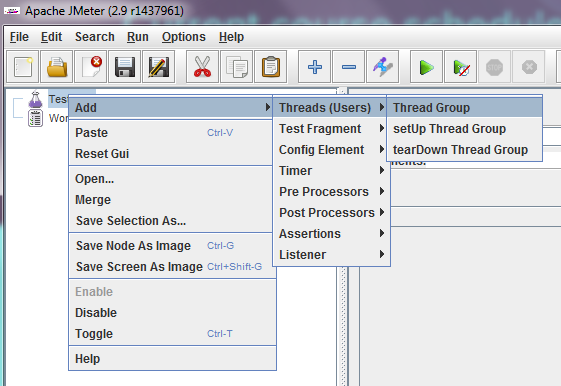 Apache JMeter (2.9 r1437961)
File Edit Search Run Options Help
Add
Paste Ctrl-V
Reset Gui
Open...
Merge
Save Selection As...
Save Node As Image Ctrl-G
Save Screen As Image Ctrl+Shift-G
Enable
Disable
Toggle Ctrl-T
Help
Threads (Users)
Test Fragment
Config Element
Timer
Pre Processors
Post Processors
Assertions
Listener
Thread Group
setUp Thread Group
tearDown Thread Group